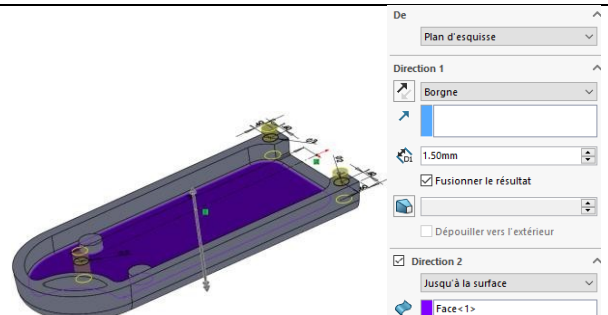 De
Plan d'esquisse
Direction 1
Borgne
D1
1.50mm
Fusionner le résultat
Dépouiller vers l'extérieur
Direction 2
Jusqu'à la surface
Face<1>